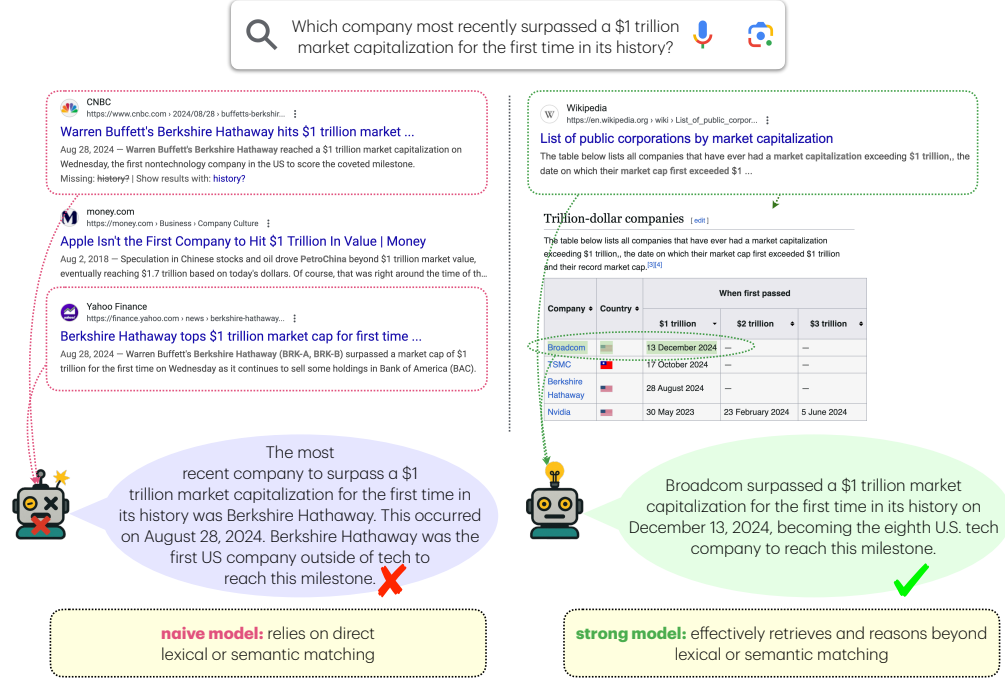 Which company most recently surpassed a $1 trillion
market capitalization for the first time in its history?
CNBC
https://www.cnbc.com › 2024/08/28 › buffetts-berkshir...
Warren Buffett's Berkshire Hathaway hits $1 trillion market ...
Aug 28, 2024 — Warren Buffett's Berkshire Hathaway reached a $1 trillion market capitalization on
Wednesday, the first nontechnology company in the US to score the coveted milestone.
Missing: history? | Show results with: history?
money.com
https://money.com › Business › Company Culture
Apple Isn't the First Company to Hit $1 Trillion In Value | Money
Aug 2, 2018 — Speculation in Chinese stocks and oil drove PetroChina beyond $1 trillion market value,
eventually reaching $1.7 trillion based on today's dollars. Of course, that was right around the time of th...
Yahoo Finance
https://finance.yahoo.com › news › berkshire-hathaway...
Berkshire Hathaway tops $1 trillion market cap for first time ...
Aug 28, 2024 — Warren Buffett's Berkshire Hathaway (BRK-A, BRK-B) surpassed a market cap of $1
trillion for the first time on Wednesday as it continues to sell some holdings in Bank of America (BAC).
The most
recent company to surpass a $1
trillion market capitalization for the first time in
its history was Berkshire Hathaway. This occurred
on August 28, 2024. Berkshire Hathaway was the
first US company outside of tech to
reach this milestone.
naive model: relies on direct
lexical or semantic matching
W
Wikipedia
https://en.wikipedia.org › wiki › List_of_public_corpor...
List of public corporations by market capitalization
The table below lists all companies that have ever had a market capitalization exceeding $1 trillion,, the
date on which their market cap first exceeded $1 ...
Trillion-dollar companies [ edit ]
The table below lists all companies that have ever had a market capitalization
exceeding $1 trillion,, the date on which their market cap first exceeded $1 trillion
and their record market cap.[3][4]
Company Country When first passed
$1 trillion $2 trillion $3 trillion
Broadcom 13 December 2024 — —
TSMC 17 October 2024 — —
Berkshire
Hathaway 28 August 2024 — —
Nvidia 30 May 2023 23 February 2024 5 June 2024
Broadcom surpassed a $1 trillion market
capitalization for the first time in its history on
December 13, 2024, becoming the eighth U.S. tech
company to reach this milestone.
strong model: effectively retrieves and reasons beyond
lexical or semantic matching